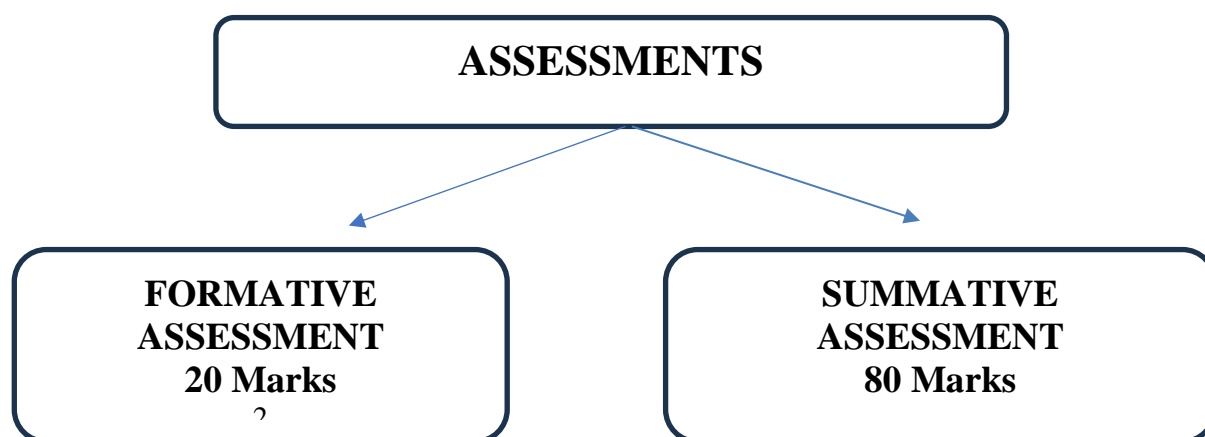 ASSESSMENTS
FORMATIVE
ASSESSMENT
20 Marks
SUMMATIVE
ASSESSMENT
80 Marks